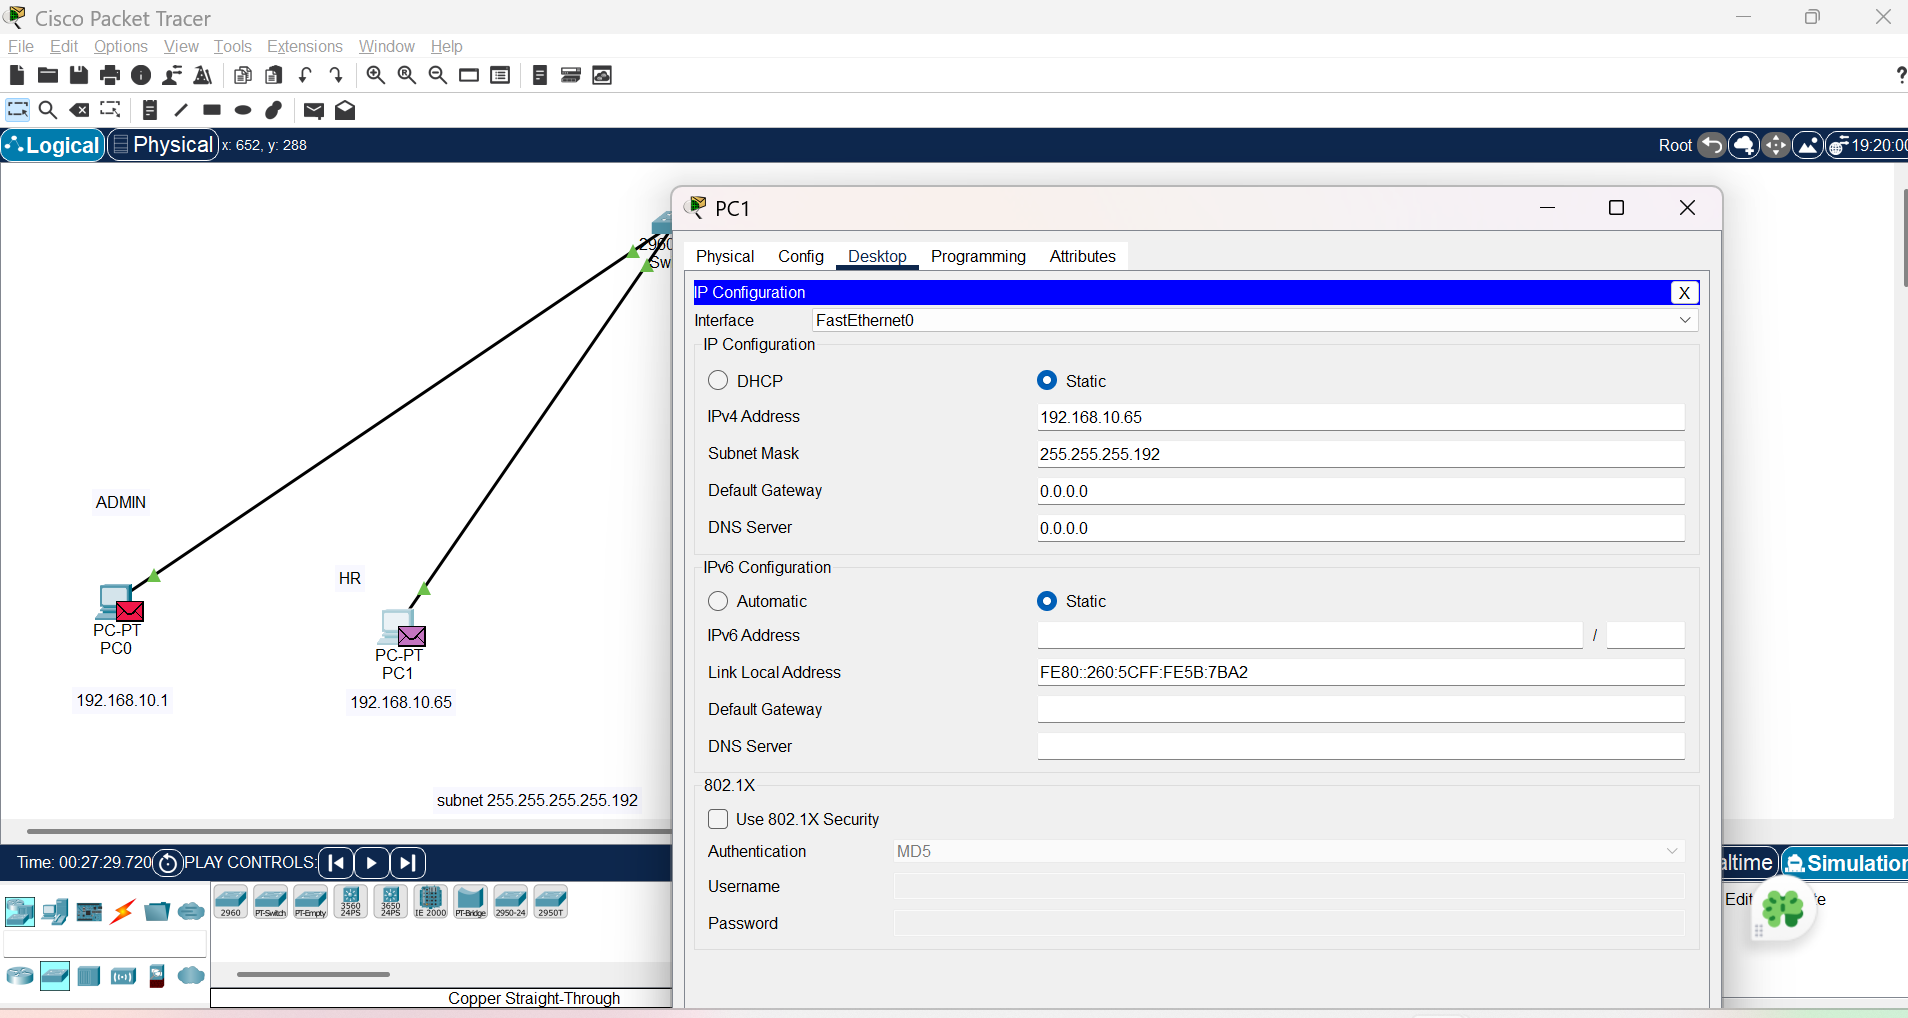 Cisco Packet Tracer
File Edit Options View Tools Extensions Window Help
?
Logical Physical x: 652, y: 288 Root 19:20:00
2960
Sw
ADMIN
PC-PT
PC0
192.168.10.1
HR
PC-PT
PC1
192.168.10.65
subnet 255.255.255.255.192
PC1
Physical Config Desktop Programming Attributes
IP Configuration X
Interface FastEthernet0
IP Configuration
DHCP Static
IPv4 Address 192.168.10.65
Subnet Mask 255.255.255.192
Default Gateway 0.0.0.0
DNS Server 0.0.0.0
IPv6 Configuration
Automatic Static
IPv6 Address /
Link Local Address FE80::260:5CFF:FE5B:7BA2
Default Gateway
DNS Server
802.1X
Use 802.1X Security
Authentication MD5
Username
Password
Time: 00:27:29.720 PLAY CONTROLS:
altime Simulation
2960 PT-Switch PT-Empty 3560 24PS 3650 24PS IE 2000 PT-Bridge 2950-24 2950T
Edit
e
Copper Straight-Through